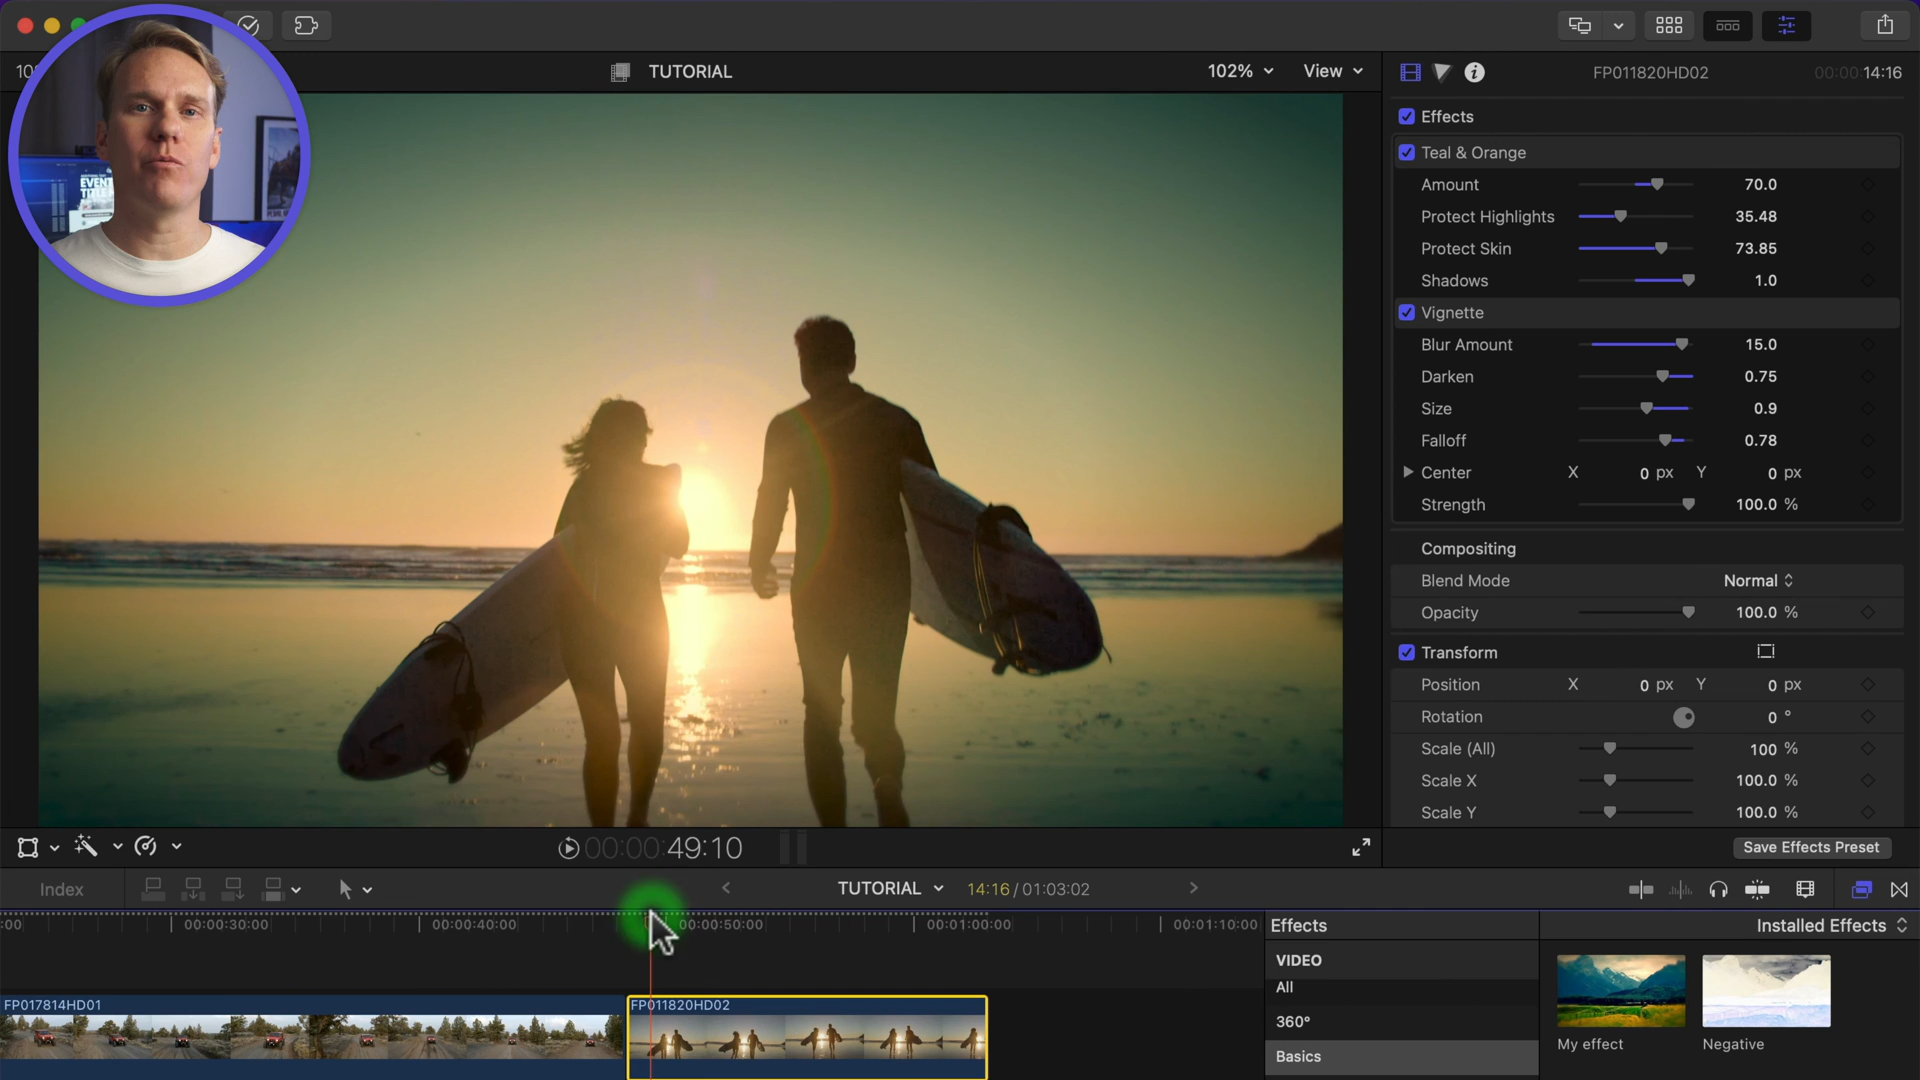 TUTORIAL
102%
View
FP011820HD02
00:00:14:16
EVENT
TITLE H
Effects
Teal & Orange
Amount 70.0
Protect Highlights 35.48
Protect Skin 73.85
Shadows 1.0
Vignette
Blur Amount 15.0
Darken 0.75
Size 0.9
Falloff 0.78
Center X 0 px Y 0 px
Strength 100.0 %
Compositing
Blend Mode Normal
Opacity 100.0 %
Transform
Position X 0 px Y 0 px
Rotation 0 °
Scale (All) 100 %
Scale X 100.0 %
Scale Y 100.0 %
00:00:49:10
Save Effects Preset
Index
TUTORIAL
14:16 / 01:03:02
:00
00:00:30:00
00:00:40:00
00:00:50:00
00:01:00:00
00:01:10:00
Effects
Installed Effects
VIDEO
All
360°
Basics
FP017814HD01
FP011820HD02
My effect
Negative